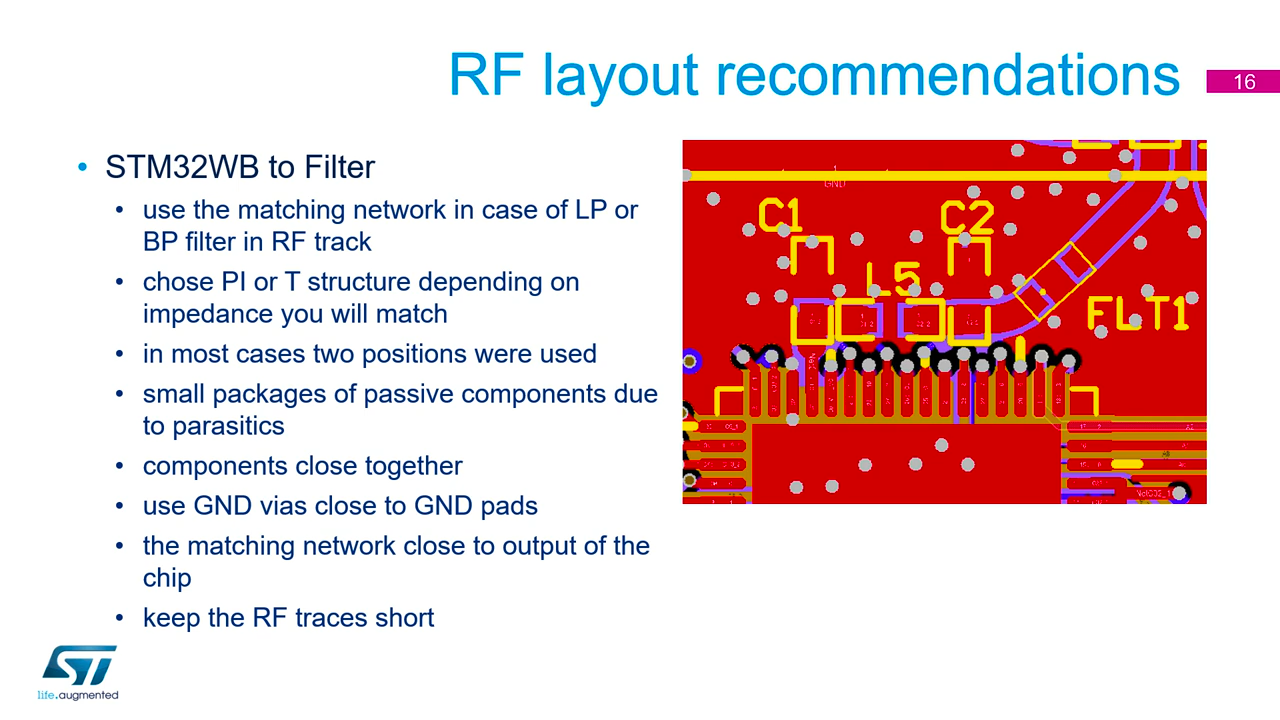 RF layout recommendations
16
• STM32WB to Filter
• use the matching network in case of LP or
BP filter in RF track
• chose PI or T structure depending on
impedance you will match
• in most cases two positions were used
• small packages of passive components due
to parasitics
• components close together
• use GND vias close to GND pads
• the matching network close to output of the
chip
• keep the RF traces short
GND
C1
C2
L5
FLT1
ST
life.augmented